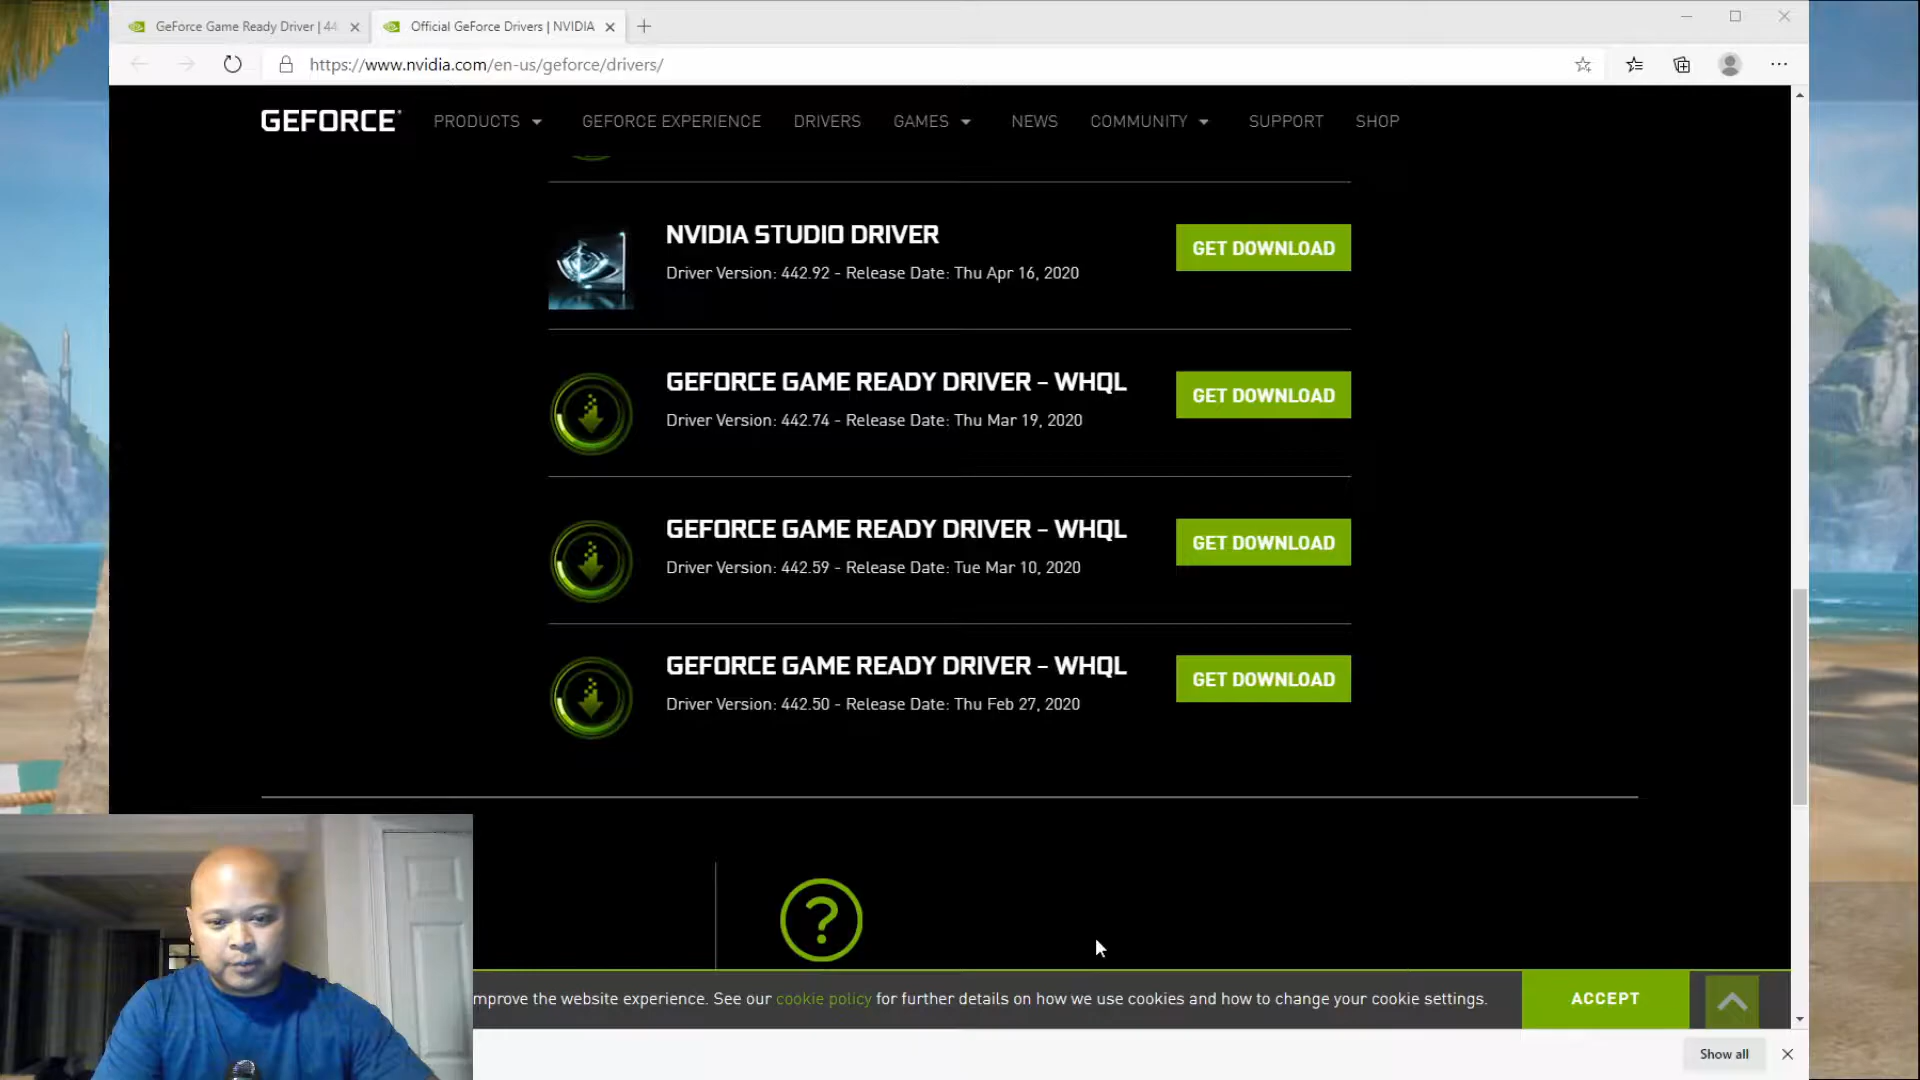 GeForce Game Ready Driver | 44
Official GeForce Drivers | NVIDIA
https://www.nvidia.com/en-us/geforce/drivers/
GEFORCE
PRODUCTS
GEFORCE EXPERIENCE
DRIVERS
GAMES
NEWS
COMMUNITY
SUPPORT
SHOP
NVIDIA STUDIO DRIVER
Driver Version: 442.92 - Release Date: Thu Apr 16, 2020
GET DOWNLOAD
GEFORCE GAME READY DRIVER – WHQL
Driver Version: 442.74 - Release Date: Thu Mar 19, 2020
GET DOWNLOAD
GEFORCE GAME READY DRIVER – WHQL
Driver Version: 442.59 - Release Date: Tue Mar 10, 2020
GET DOWNLOAD
GEFORCE GAME READY DRIVER – WHQL
Driver Version: 442.50 - Release Date: Thu Feb 27, 2020
GET DOWNLOAD
?
mprove the website experience. See our cookie policy for further details on how we use cookies and how to change your cookie settings.
ACCEPT
Show all